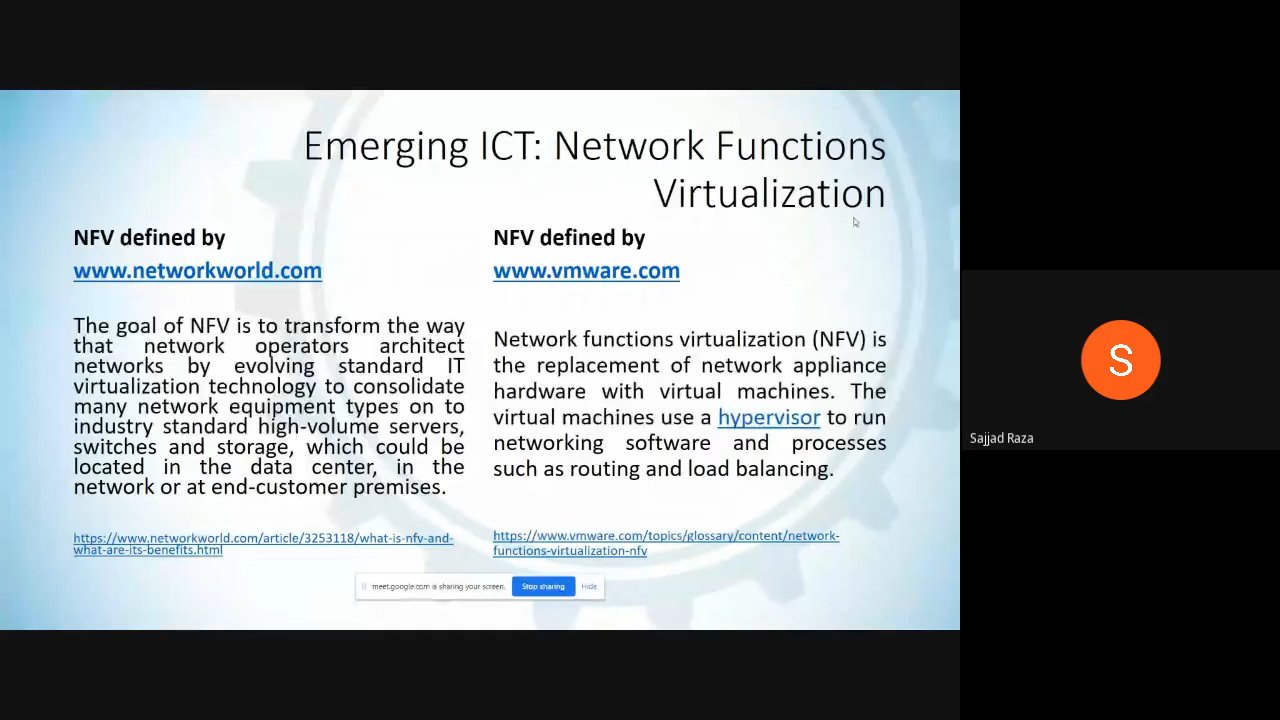 Emerging ICT: Network Functions
Virtualization
NFV defined by
www.networkworld.com
The goal of NFV is to transform the way
that network operators architect
networks by evolving standard IT
virtualization technology to consolidate
many network equipment types on to
industry standard high-volume servers,
switches and storage, which could be
located in the data center, in the
network or at end-customer premises.
https://www.networkworld.com/article/3253118/what-is-nfv-and-
what-are-its-benefits.html
NFV defined by
www.vmware.com
Network functions virtualization (NFV) is
the replacement of network appliance
hardware with virtual machines. The
virtual machines use a hypervisor to run
networking software and processes
such as routing and load balancing.
https://www.vmware.com/topics/glossary/content/network-
functions-virtualization-nfv
meet.google.com is sharing your screen. Stop sharing Hide
S
Sajjad Raza